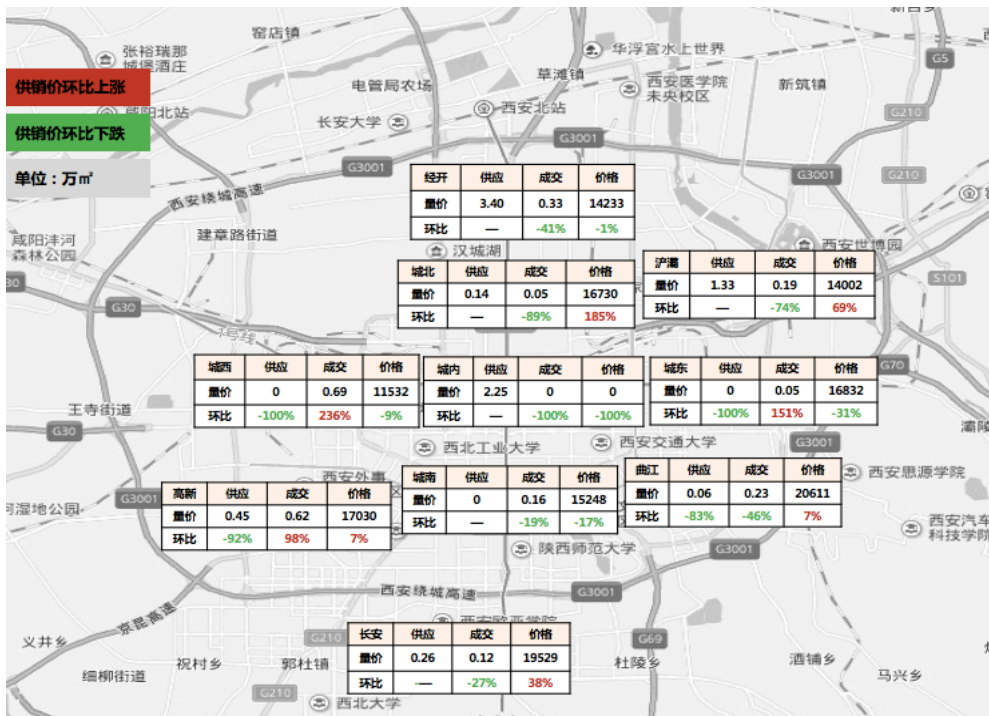 窑店镇
张裕瑞那
城堡酒庄
华浮宫水上世界
G5
供销价环比上涨
电管局农场
草滩镇
西安医学院
未央校区
新筑镇
咸阳北站
西安北站
G210
供销价环比下跌
长安大学
G3001
单位：万㎡
G3001
G3001
G210
西安绕城高速
经开 供应 成交 价格
量价 3.40 0.33 14233
环比 — -41% -1%
建章路街道
咸阳沣河
森林公园
汉城湖
西安世博园
城北 供应 成交 价格
量价 0.14 0.05 16730
环比 — -89% 185%
浐灞 供应 成交 价格
量价 1.33 0.19 14002
环比 — -74% 69%
S101
30
G30
1号线
城西 供应 成交 价格
量价 0 0.69 11532
环比 -100% 236% -9%
城内 供应 成交 价格
量价 2.25 0 0
环比 — -100% -100%
城东 供应 成交 价格
量价 0 0.05 16832
环比 -100% 151% -31%
G70
王寺街道
G30
西北工业大学
西安交通大学
G3001
灞陵
西安外事
西安思源学院
G3001
河湿地公园
高新 供应 成交 价格
量价 0.45 0.62 17030
环比 -92% 98% 7%
城南 供应 成交 价格
量价 0 0.16 15248
环比 — -19% -17%
曲江 供应 成交 价格
量价 0.06 0.23 20611
环比 -83% -46% 7%
西安汽车
科技学院
陕西师范大学
G3001
西安绕城高速
G3001
京昆高速
西安欧亚学院
义井乡
G210
G69
长安 供应 成交 价格
量价 0.26 0.12 19529
环比 -— -27% 38%
祝村乡
郭杜镇
杜陵乡
酒铺乡
细柳街道
马兴乡
G210
西北大学